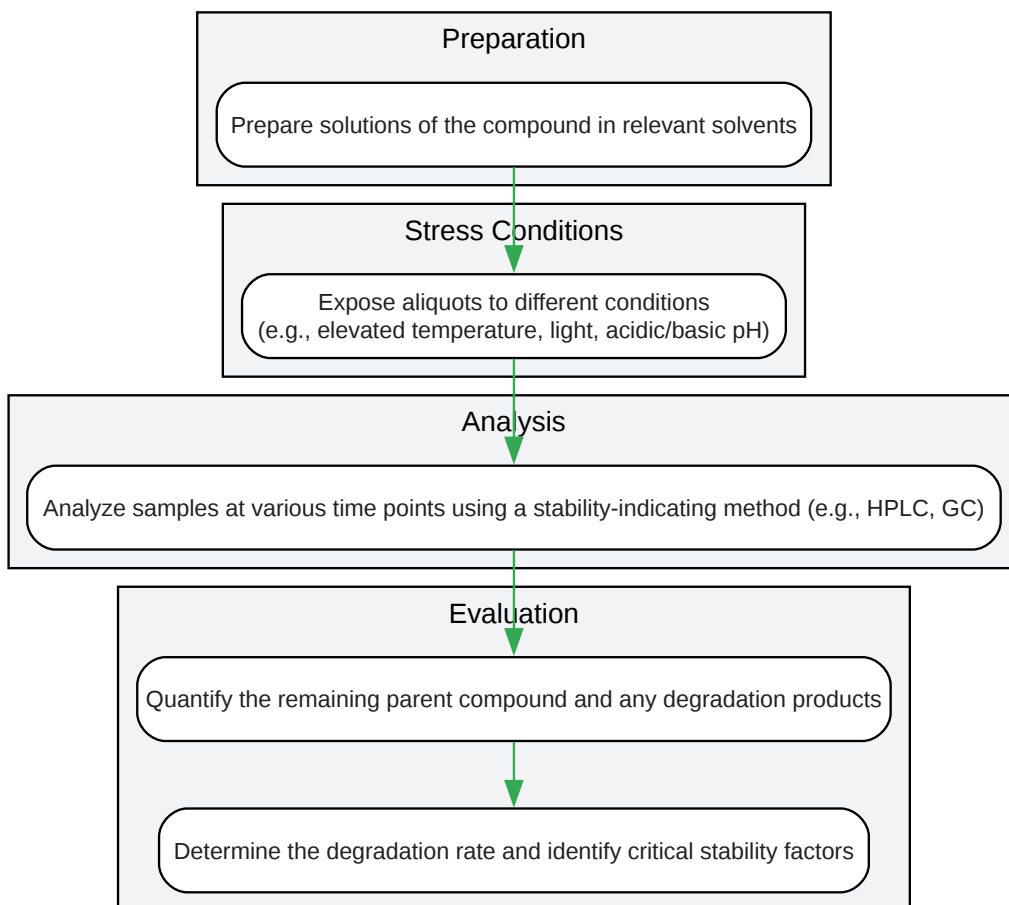 Preparation
Prepare solutions of the compound in relevant solvents
Stress Conditions
Expose aliquots to different conditions
(e.g., elevated temperature, light, acidic/basic pH)
Analysis
Analyze samples at various time points using a stability-indicating method (e.g., HPLC, GC)
Evaluation
Quantify the remaining parent compound and any degradation products
Determine the degradation rate and identify critical stability factors